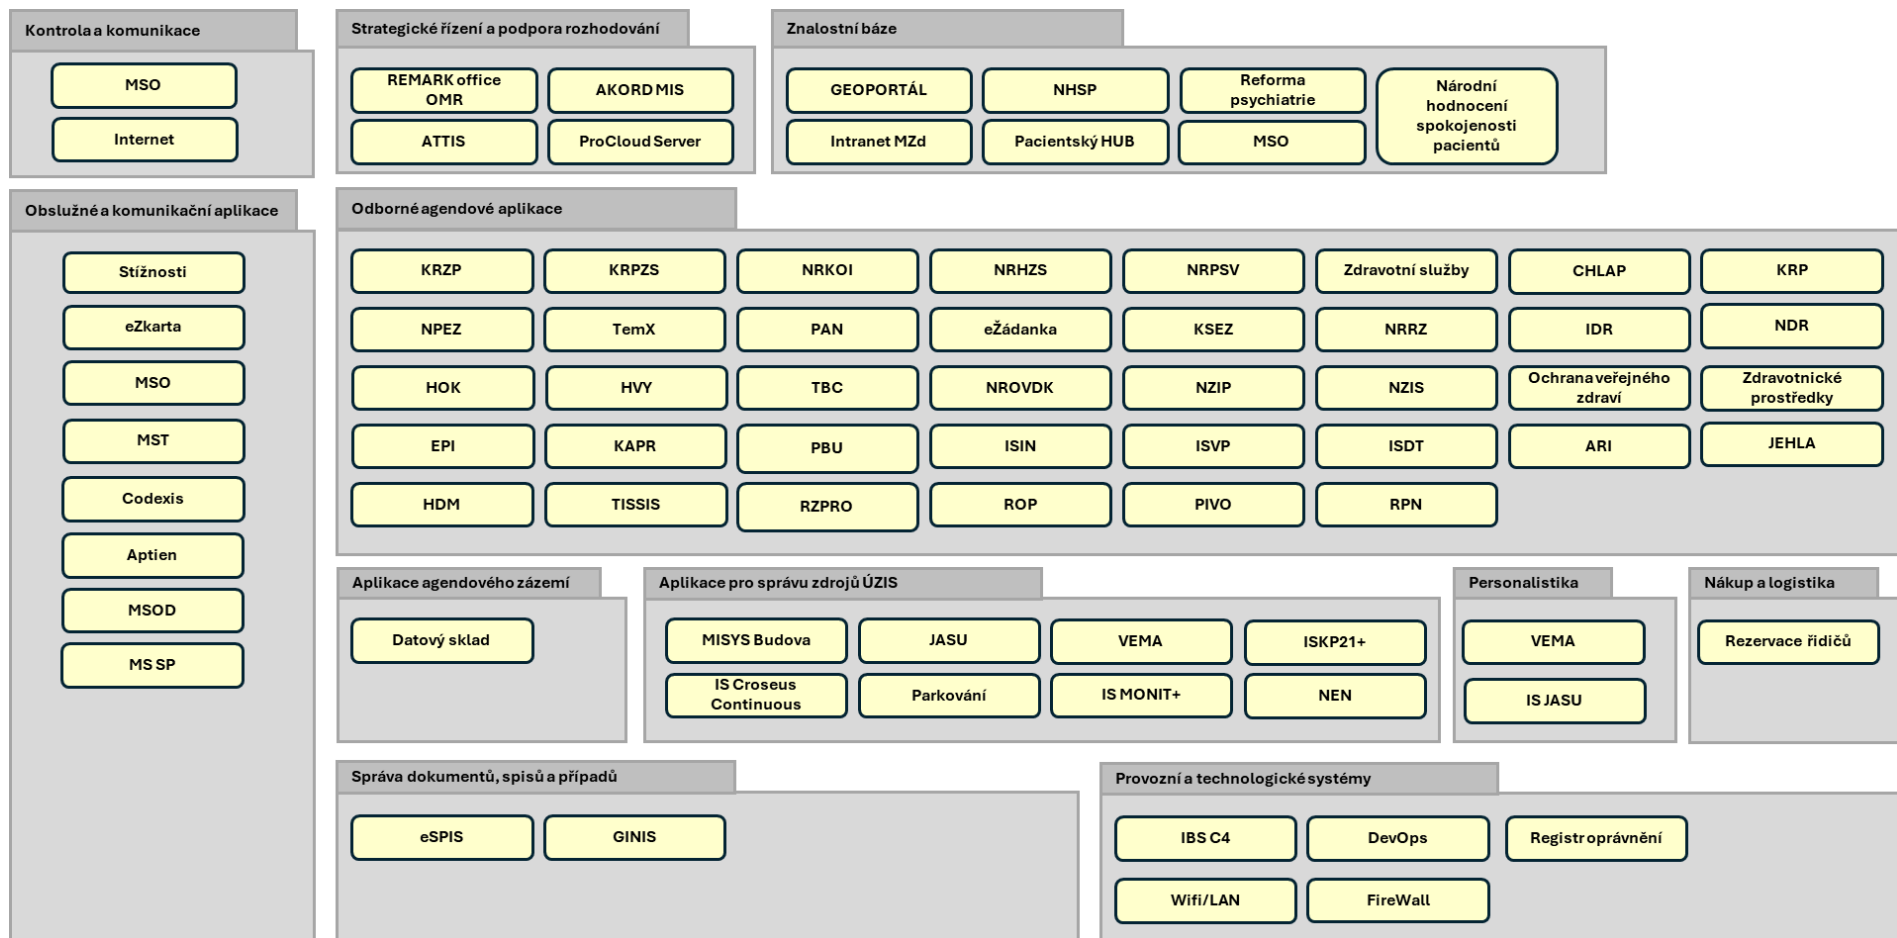 Kontrola a komunikace
MSO
Internet
Strategické řízení a podpora rozhodování
REMARK office
OMR
AKORD MIS
ATTIS
ProCloud Server
Znalostní báze
GEOPORTÁL
NHSP
Reforma
psychiatrie
Národní
hodnocení
spokojenosti
pacientů
Intranet MZd
Pacientský HUB
MSO
Obslužné a komunikační aplikace
Stížnosti
eZkarta
MSO
MST
Codexis
Aptien
MSOD
MS SP
Odborné agendové aplikace
KRZP
KRPZS
NRKOI
NRHZS
NRPSV
Zdravotní služby
CHLAP
KRP
NPEZ
TemX
PAN
eŽádanka
KSEZ
NRRZ
IDR
NDR
HOK
HVY
TBC
NROVDK
NZIP
NZIS
Ochrana veřejného
zdraví
Zdravotnické
prostředky
EPI
KAPR
PBU
ISIN
ISVP
ISDT
ARI
JEHLA
HDM
TISSIS
RZPRO
ROP
PIVO
RPN
Aplikace agendového zázemí
Datový sklad
Aplikace pro správu zdrojů ÚZIS
MISYS Budova
JASU
VEMA
ISKP21+
IS Croseus
Continuous
Parkování
IS MONIT+
NEN
Personalistika
VEMA
IS JASU
Nákup a logistika
Rezervace řidičů
Správa dokumentů, spisů a případů
eSPIS
GINIS
Provozní a technologické systémy
IBS C4
DevOps
Registr oprávnění
Wifi/LAN
FireWall